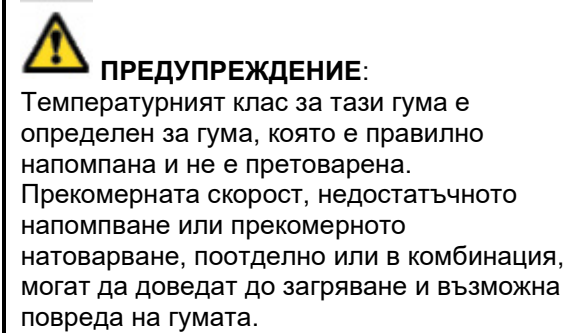 ПРЕДУПРЕЖДЕНИЕ:
Температурният клас за тази гума е
определен за гума, която е правилно
напомпана и не е претоварена.
Прекомерната скорост, недостатъчното
напомпване или прекомерното
натоварване, поотделно или в комбинация,
могат да доведат до загряване и възможна
повреда на гумата.